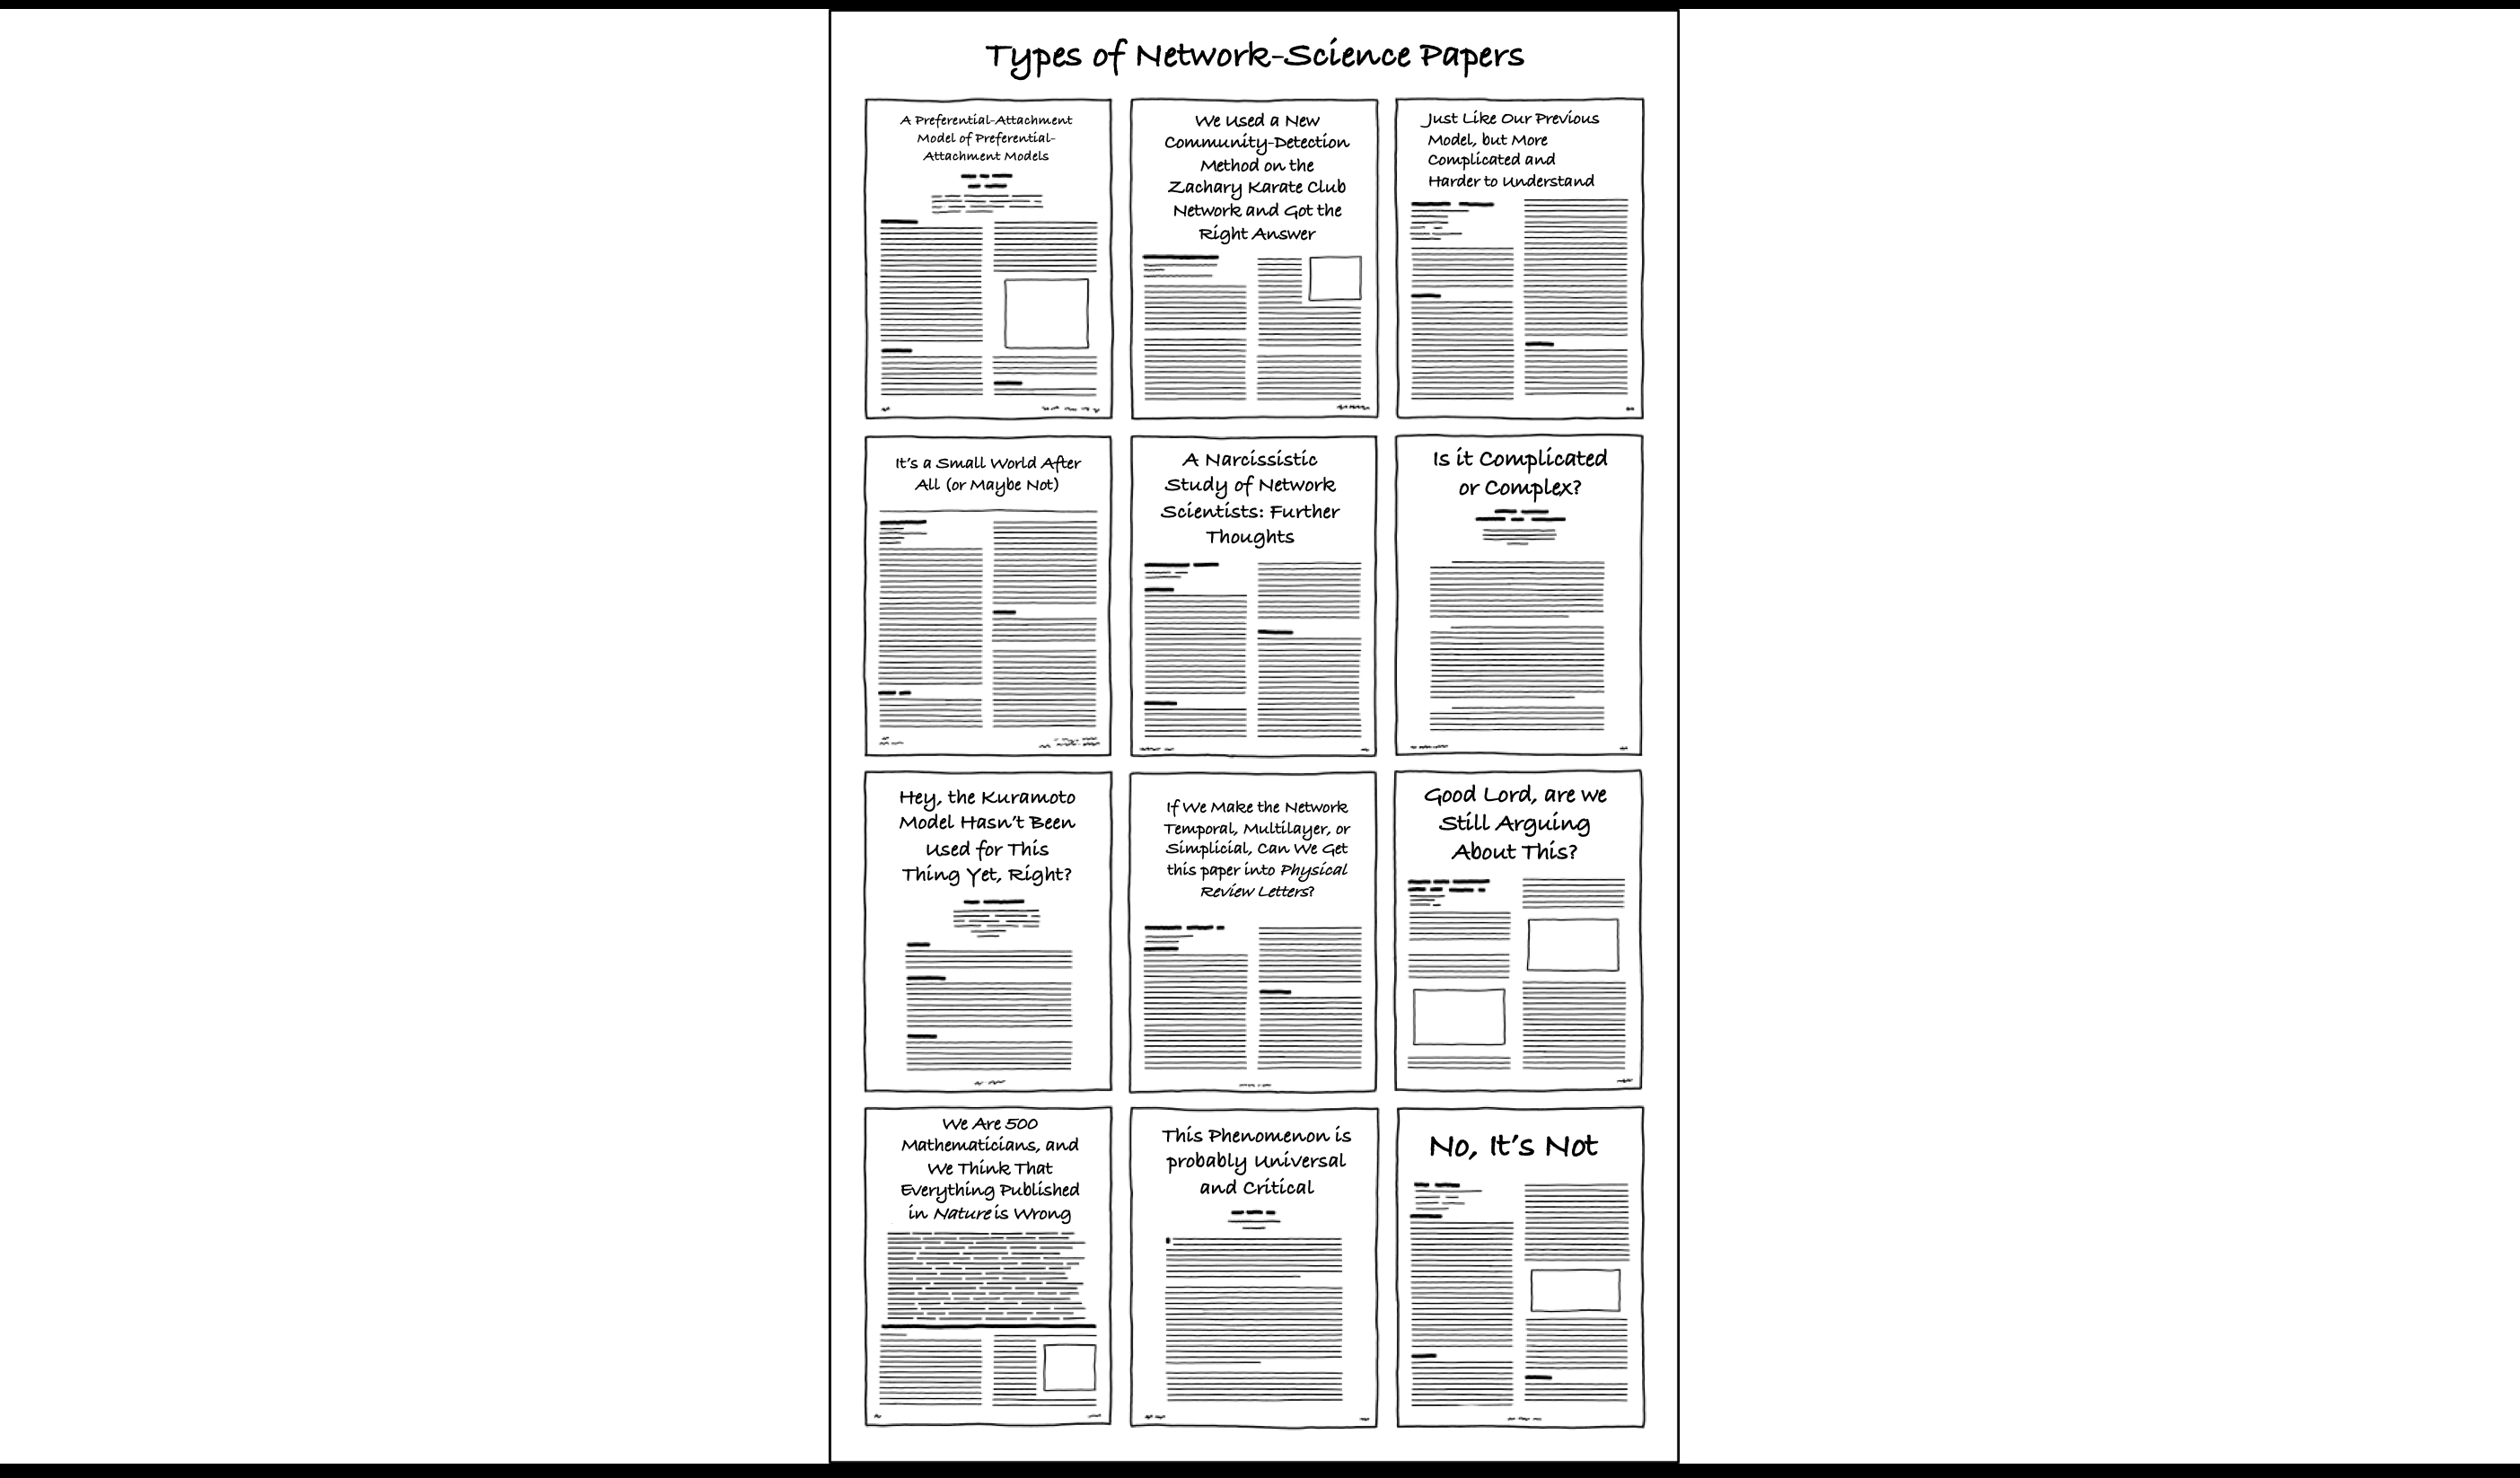 Types of Network-Science Papers
A Preferential-Attachment
Model of Preferential-
Attachment Models
We Used a New
Community-Detection
Method on the
Zachary Karate Club
Network and Got the
Right Answer
Just Like Our Previous
Model, but More
Complicated and
Harder to Understand
It's a Small World After
All (or Maybe Not)
A Narcissistic
Study of Network
Scientists: Further
Thoughts
Is it Complicated
or Complex?
Hey, the Kuramoto
Model Hasn't Been
Used for This
Thing Yet, Right?
If We Make the Network
Temporal, Multilayer, or
Simplicial, Can We Get
this paper into Physical
Review Letters?
Good Lord, are we
Still Arguing
About This?
We Are 500
Mathematicians, and
We Think That
Everything Published
in Nature is Wrong
This Phenomenon is
probably Universal
and Critical
No, It's Not